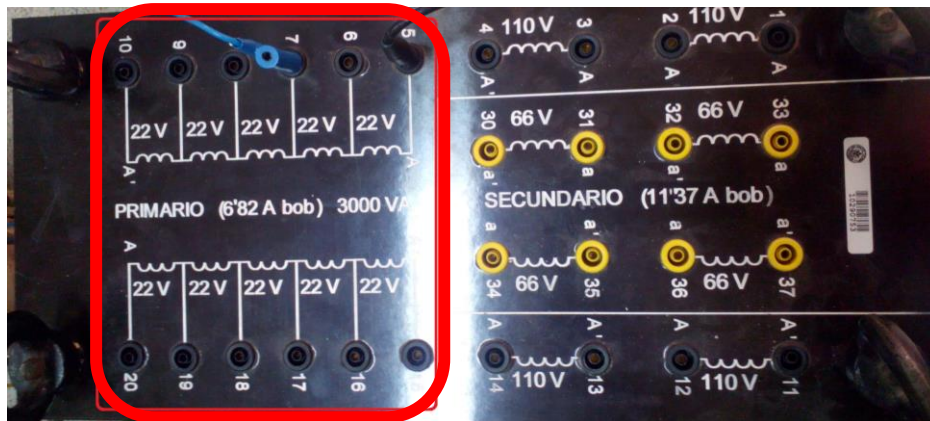 10 9 7 6 5
4 110 V 3 2 110 V 1
A' A A' A
30 66 V 31 32 66 V 33
a' a a' a
22 V 22 V 22 V 22 V 22 V
A' A
PRIMARIO (6'82 A bob) 3000 VA
SECUNDARIO (11'37 A bob)
A
22 V 22 V 22 V 22 V 22 V
20 19 18 17 16
a a' a a'
34 66 V 35 36 66 V 37
A A' A A'
14 110 V 13 12 110 V 11